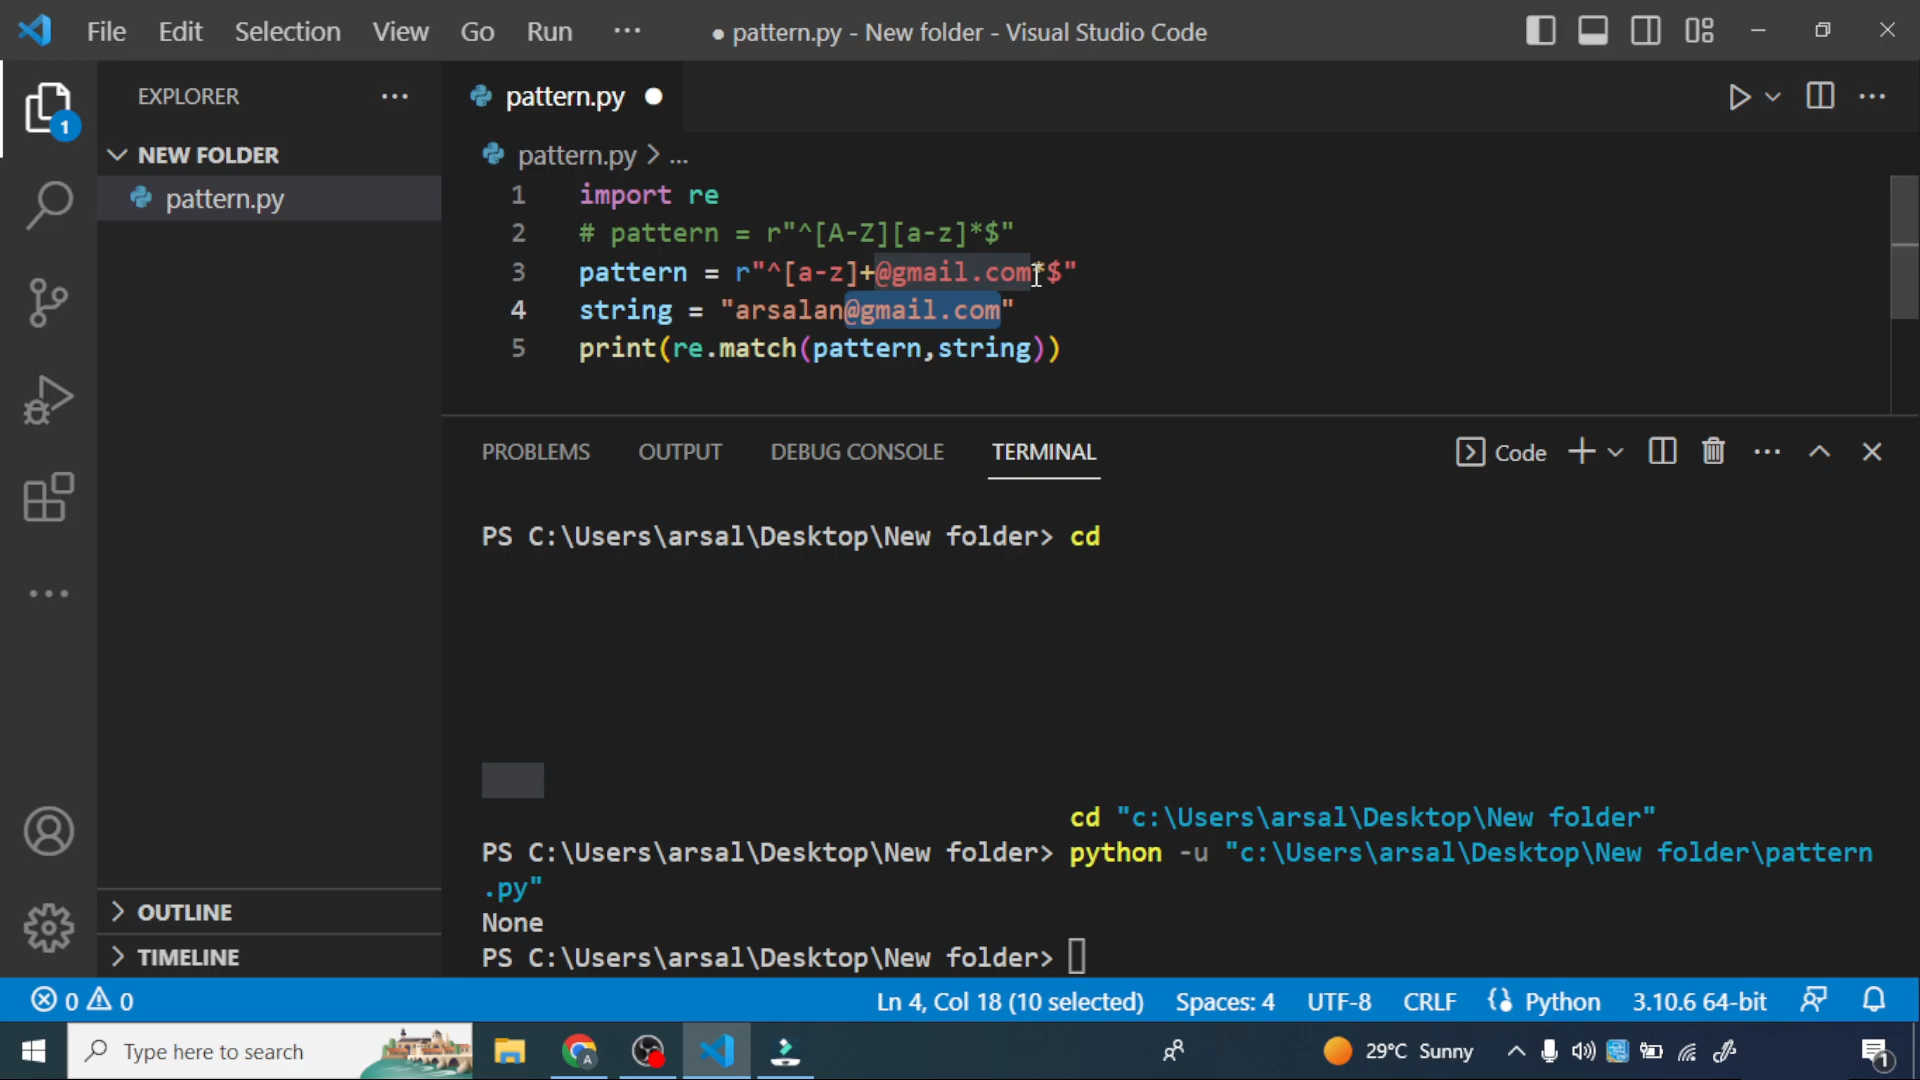 File Edit Selection View Go Run ··· ● pattern.py - New folder - Visual Studio Code
EXPLORER ···
1
NEW FOLDER
pattern.py
OUTLINE
TIMELINE
pattern.py ●
pattern.py > ...
1 import re
2 # pattern = r"^[A-Z][a-z]*$"
3 pattern = r"^[a-z]+@gmail.com*$"
4 string = "arsalan@gmail.com"
5 print(re.match(pattern,string))
PROBLEMS OUTPUT DEBUG CONSOLE TERMINAL Code
PS C:\Users\arsal\Desktop\New folder> cd
cd "c:\Users\arsal\Desktop\New folder"
PS C:\Users\arsal\Desktop\New folder> python -u "c:\Users\arsal\Desktop\New folder\pattern
.py"
None
PS C:\Users\arsal\Desktop\New folder>
0 0 Ln 4, Col 18 (10 selected) Spaces: 4 UTF-8 CRLF Python 3.10.6 64-bit
Type here to search A 29°C Sunny 1